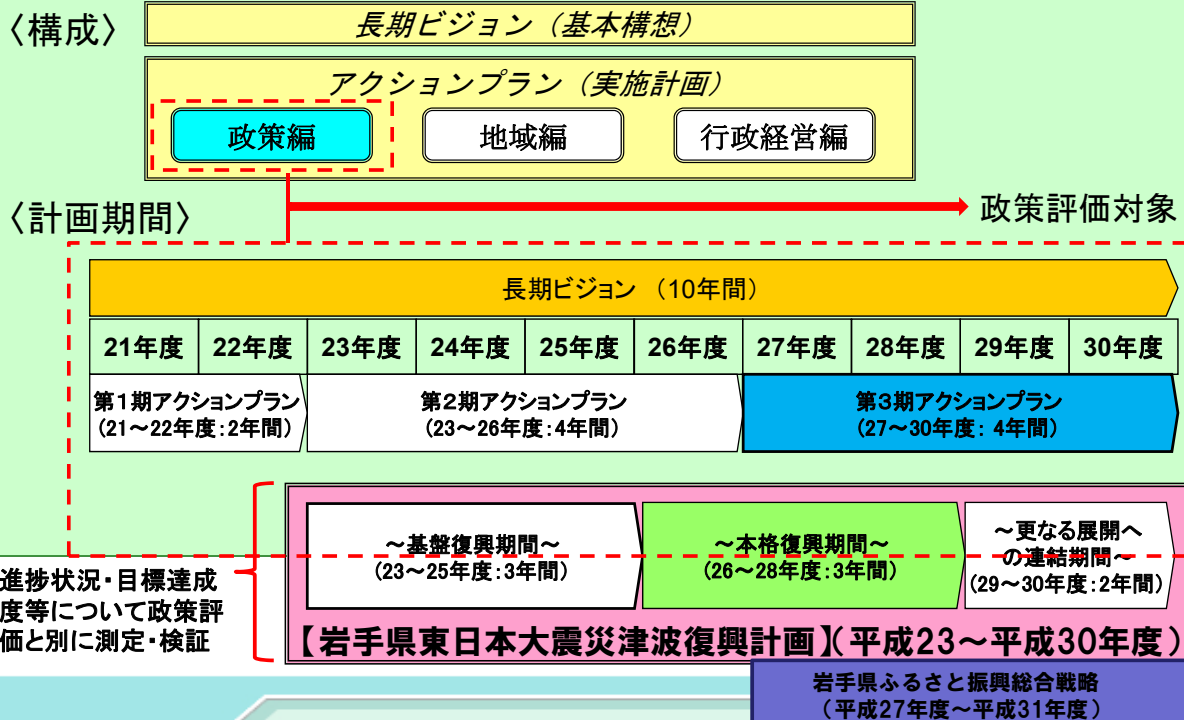 〈構成〉
長期ビジョン（基本構想）
アクションプラン（実施計画）
政策編
地域編
行政経営編
〈計画期間〉
政策評価対象
長期ビジョン （10年間）
21年度 22年度 23年度 24年度 25年度 26年度 27年度 28年度 29年度 30年度
第１期アクションプラン
（21～22年度：2年間）
第２期アクションプラン
（23～26年度：4年間）
第３期アクションプラン
（27～30年度： 4年間）
～基盤復興期間～
（23～25年度：3年間）
～本格復興期間～
（26～28年度：3年間）
～更なる展開へ
の連結期間～
（29～30年度：2年間）
進捗状況・目標達成
度等について政策評
価と別に測定・検証
【岩手県東日本大震災津波復興計画】（平成23～平成30年度）
岩手県ふるさと振興総合戦略
（平成27年度～平成31年度）